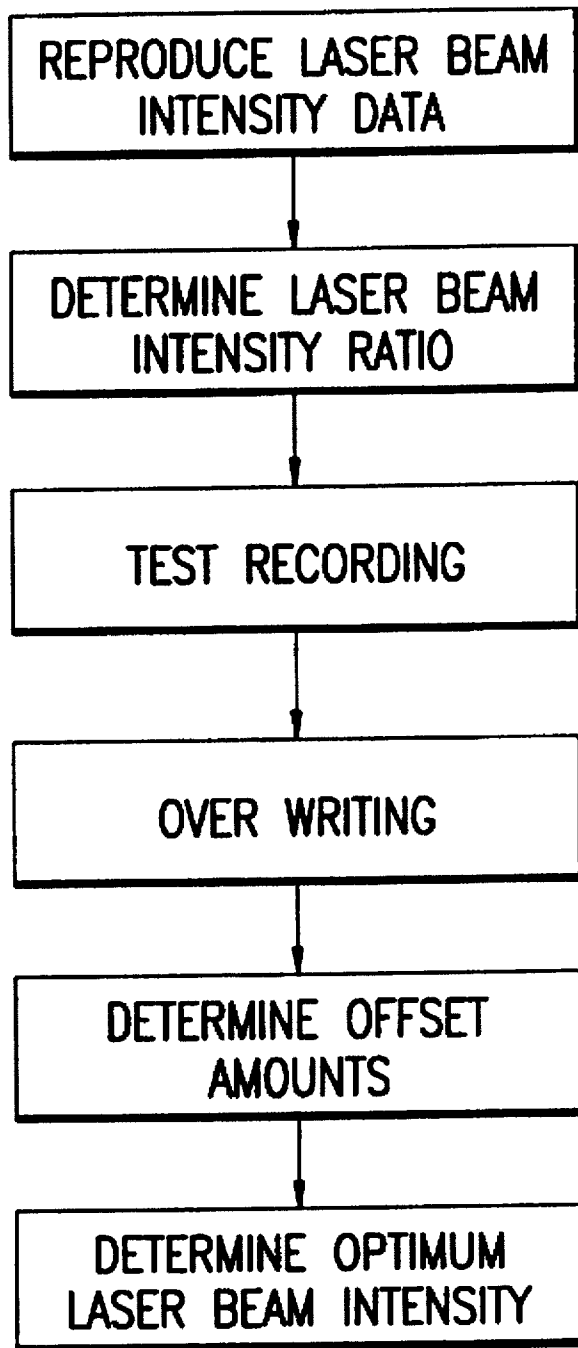 REPRODUCE LASER BEAM
INTENSITY DATA
DETERMINE LASER BEAM
INTENSITY RATIO
TEST RECORDING
OVER WRITING
DETERMINE OFFSET
AMOUNTS
DETERMINE OPTIMUM
LASER BEAM INTENSITY